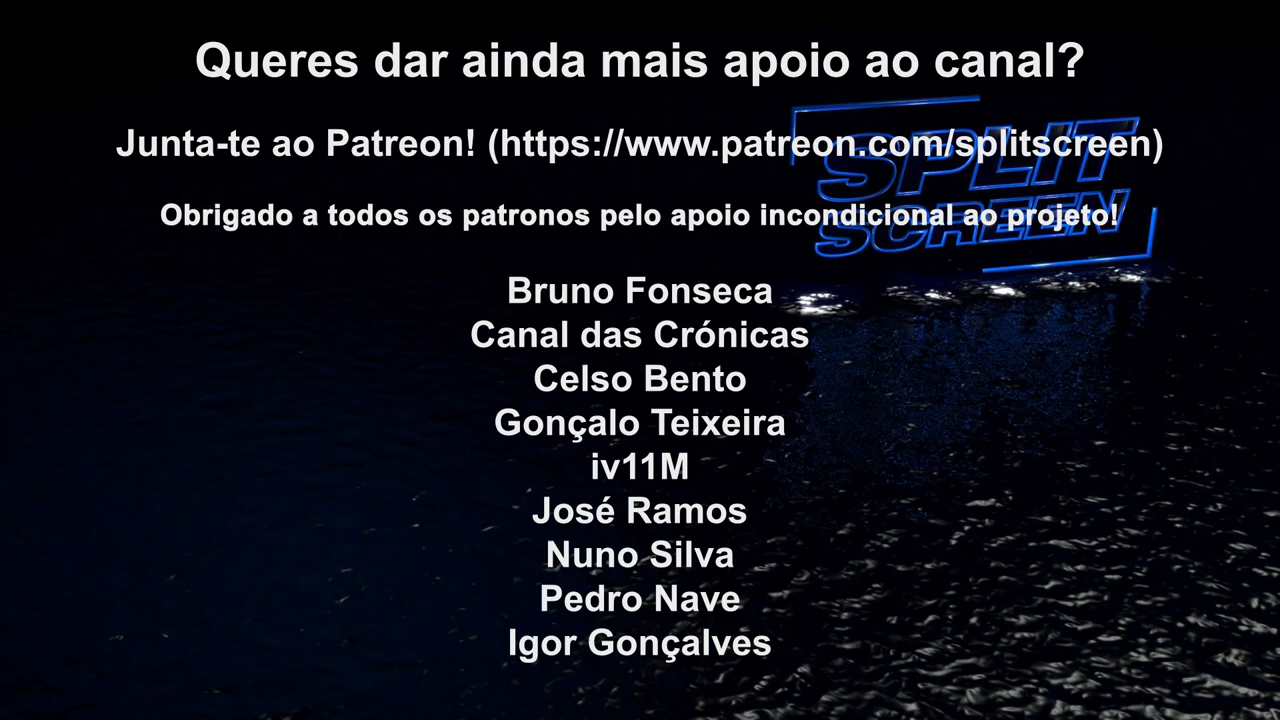 Queres dar ainda mais apoio ao canal?
Junta-te ao Patreon! (https://www.patreon.com/splitscreen)
SPLIT
SCREEN
Obrigado a todos os patronos pelo apoio incondicional ao projeto!
Bruno Fonseca
Canal das Crónicas
Celso Bento
Gonçalo Teixeira
iv11M
José Ramos
Nuno Silva
Pedro Nave
Igor Gonçalves